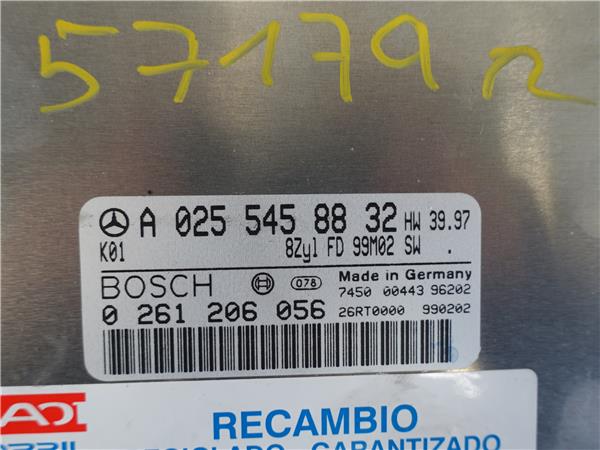 57179 n
A 025 545 88 32 HW 39.97
K01 8Zyl FD 99M02 SW .
BOSCH 078 Made in Germany
7450 00443 96202
0 261 206 056 26RT0000 990202
RECAMBIO
RECICLADO - GARANTIZADO